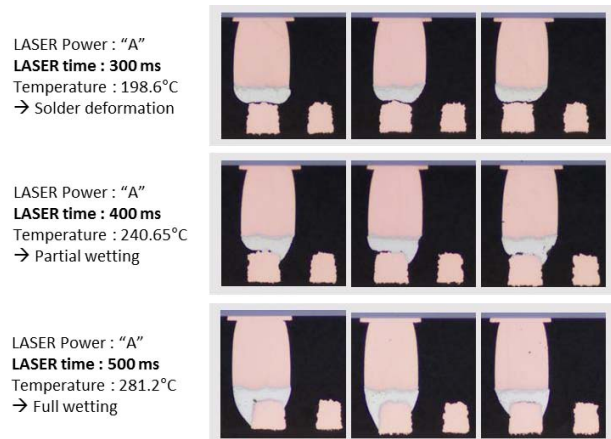 LASER Power : “A”
LASER time : 300 ms
Temperature : 198.6°C
→ Solder deformation
LASER Power : “A”
LASER time : 400 ms
Temperature : 240.65°C
→ Partial wetting
LASER Power : “A”
LASER time : 500 ms
Temperature : 281.2°C
→ Full wetting